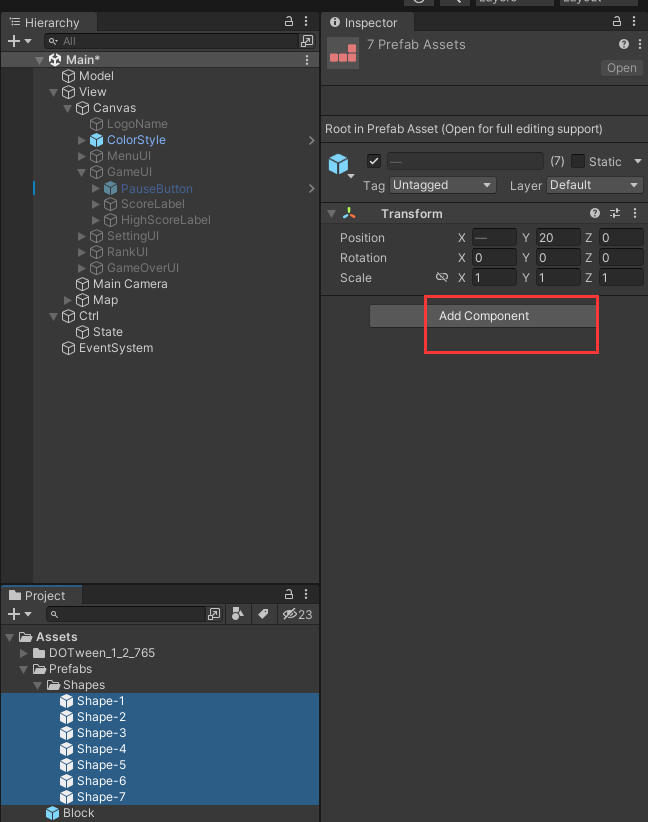 Hierarchy
All
Main*
Model
View
Canvas
LogoName
ColorStyle
MenuUI
GameUI
PauseButton
ScoreLabel
HighScoreLabel
SettingUI
RankUI
GameOverUI
Main Camera
Map
Ctrl
State
EventSystem
Project
23
Assets
DOTween_1_2_765
Prefabs
Shapes
Shape-1
Shape-2
Shape-3
Shape-4
Shape-5
Shape-6
Shape-7
Block
Inspector
7 Prefab Assets
Open
Root in Prefab Asset (Open for full editing support)
— (7) Static
Tag Untagged Layer Default
Transform
Position X — Y 20 Z 0
Rotation X 0 Y 0 Z 0
Scale X 1 Y 1 Z 1
Add Component